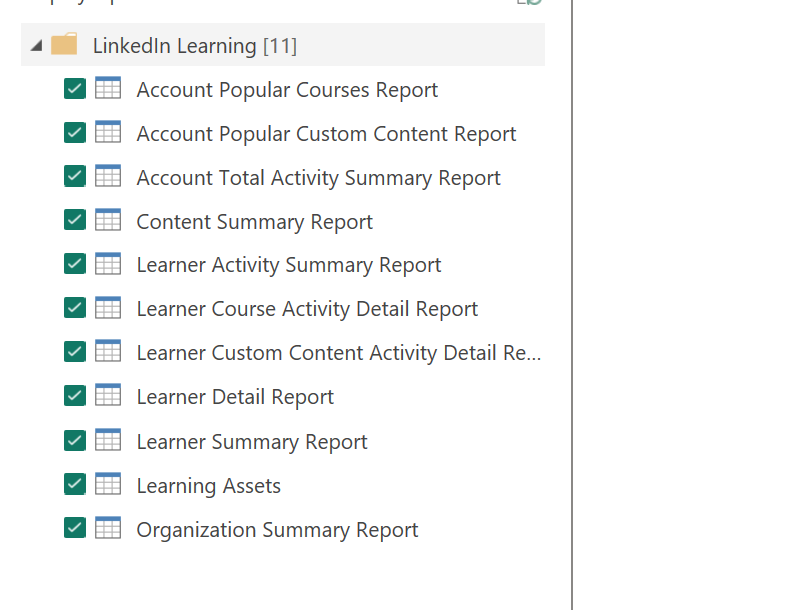 LinkedIn Learning [11]
Account Popular Courses Report
Account Popular Custom Content Report
Account Total Activity Summary Report
Content Summary Report
Learner Activity Summary Report
Learner Course Activity Detail Report
Learner Custom Content Activity Detail Re...
Learner Detail Report
Learner Summary Report
Learning Assets
Organization Summary Report